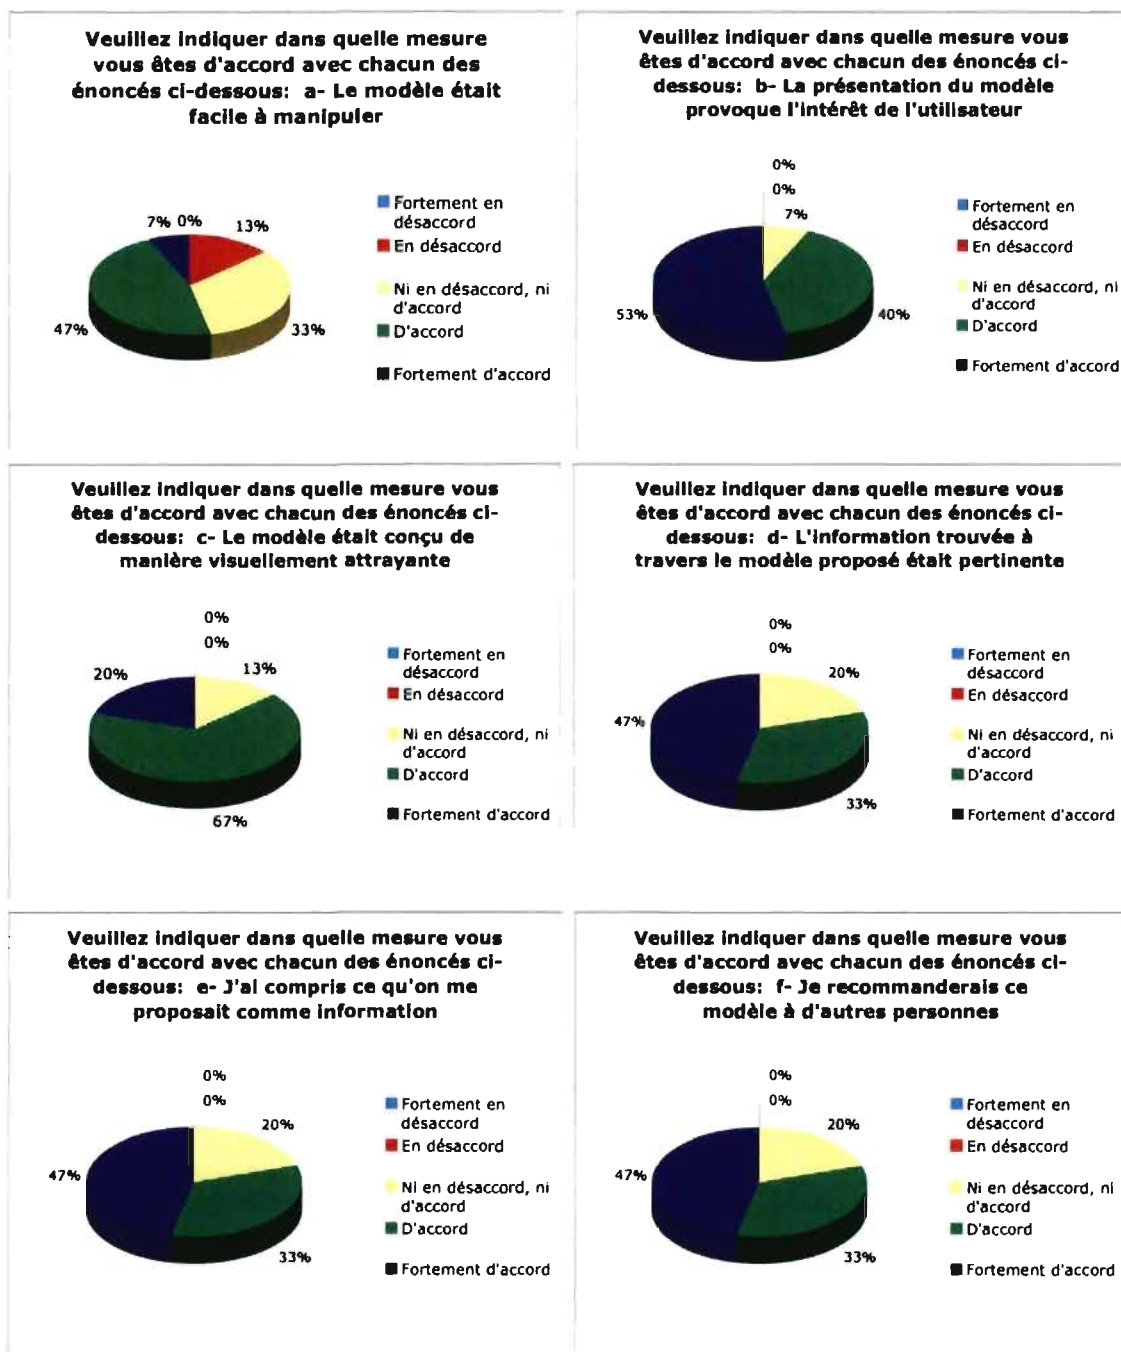 Veuillez indiquer dans quelle mesure
vous êtes d'accord avec chacun des
énoncés ci-dessous: a- Le modèle était
facile à manipuler
7% 0%
13%
47%
33%
Fortement en
désaccord
En désaccord
Ni en désaccord, ni
d'accord
D'accord
Fortement d'accord
Veuillez indiquer dans quelle mesure vous
êtes d'accord avec chacun des énoncés ci-
dessous: b- La présentation du modèle
provoque l'intérêt de l'utilisateur
0%
0%
7%
53%
40%
Fortement en
désaccord
En désaccord
Ni en désaccord, ni
d'accord
D'accord
Fortement d'accord
Veuillez indiquer dans quelle mesure vous
êtes d'accord avec chacun des énoncés ci-
dessous: c- Le modèle était conçu de
manière visuellement attrayante
0%
0%
20%
13%
67%
Fortement en
désaccord
En désaccord
Ni en désaccord, ni
d'accord
D'accord
Fortement d'accord
Veuillez indiquer dans quelle mesure vous
êtes d'accord avec chacun des énoncés ci-
dessous: d- L'information trouvée à
travers le modèle proposé était pertinente
0%
0%
20%
47%
33%
Fortement en
désaccord
En désaccord
Ni en désaccord, ni
d'accord
D'accord
Fortement d'accord
Veuillez indiquer dans quelle mesure vous
êtes d'accord avec chacun des énoncés ci-
dessous: e- J'ai compris ce qu'on me
proposait comme information
0%
0%
20%
47%
33%
Fortement en
désaccord
En désaccord
Ni en désaccord, ni
d'accord
D'accord
Fortement d'accord
Veuillez indiquer dans quelle mesure vous
êtes d'accord avec chacun des énoncés ci-
dessous: f- Je recommanderais ce
modèle à d'autres personnes
0%
0%
20%
47%
33%
Fortement en
désaccord
En désaccord
Ni en désaccord, ni
d'accord
D'accord
Fortement d'accord